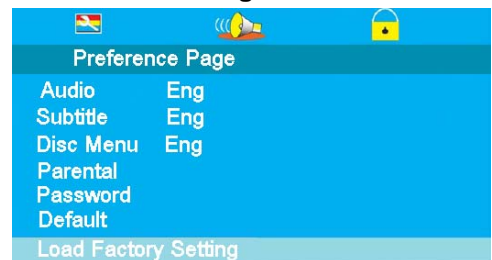 Preference Page
Audio Eng
Subtitle Eng
Disc Menu Eng
Parental
Password
Default
Load Factory Setting